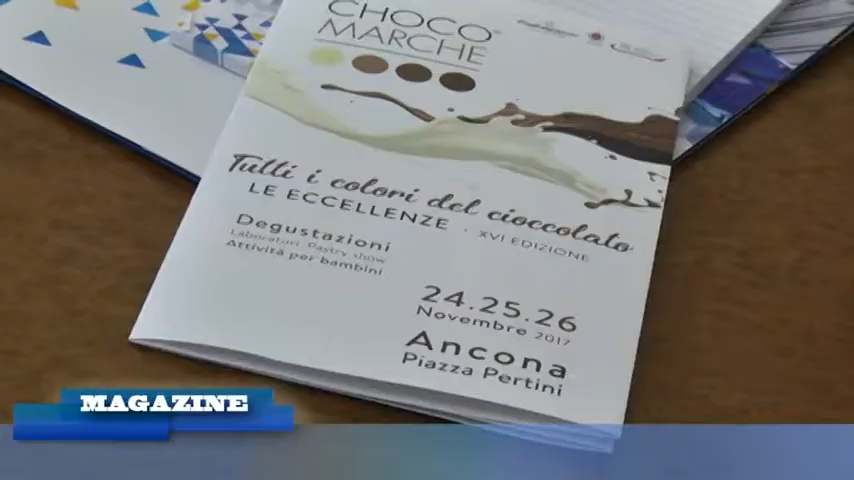 CHOCO
MARCHE
Tutti i colori del cioccolato
LE ECCELLENZE · XVI EDIZIONE
Degustazioni
Laboratori Pastry show
Attività per bambini
24.25.26
Novembre 2017
Ancona
Piazza Pertini
MAGAZINE